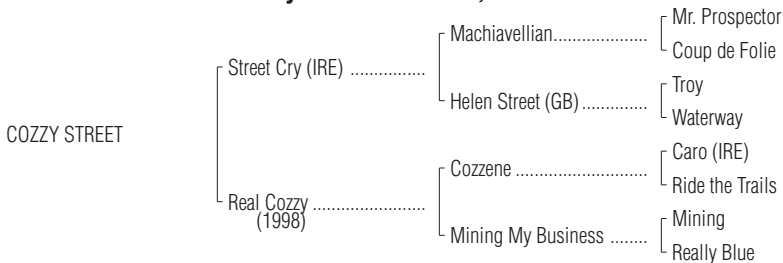 Mr. Prospector
Machiavellian....................
Coup de Folie
Street Cry (IRE) ................
Troy
Helen Street (GB)..............
Waterway
COZZY STREET
Caro (IRE)
Cozzene ............................
Ride the Trails
Real Cozzy .......................
(1998)
Mining
Mining My Business ........
Really Blue